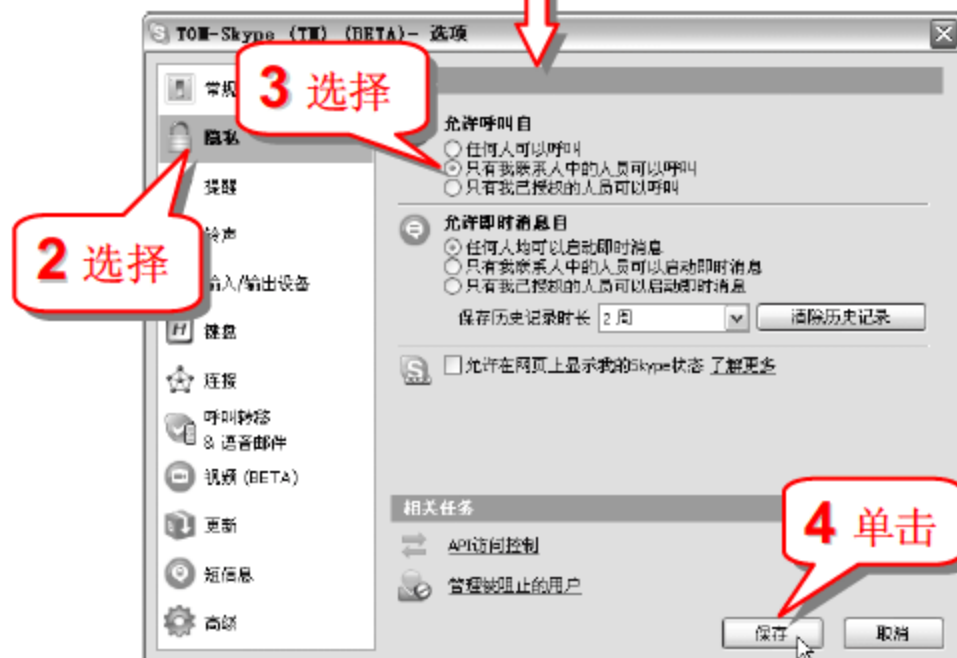 TOM-Skype (TM) (BETA)- 选项
3 选择
常规
隐私
提醒
铃声
2 选择
输入/输出设备
键盘
连接
呼叫转移
& 语音邮件
视频 (BETA)
更新
短信息
高级
允许呼叫自
任何人可以呼叫
只有我联系人中的人员可以呼叫
只有我已授权的人员可以呼叫
允许即时消息自
任何人均可以启动即时消息
只有我联系人中的人员可以启动即时消息
只有我已授权的人员可以启动即时消息
保存历史记录时长 2 周 清除历史记录
允许在网页上显示我的Skype状态 了解更多
相关任务
API访问控制
管理被阻止的用户
4 单击
保存 取消